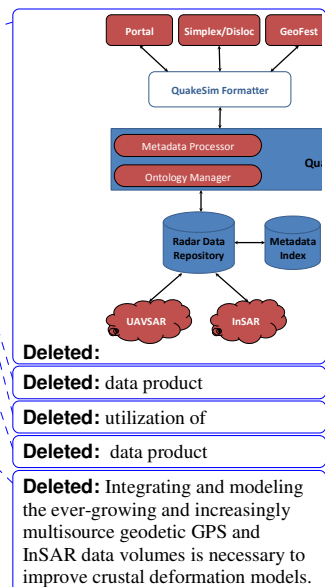 Portal Simplex/Disloc GeoFest
QuakeSim Formatter
Metadata Processor
Qua
Ontology Manager
Radar Data
Repository
Metadata
Index
UAVSAR InSAR
Deleted:
Deleted: data product
Deleted: utilization of
Deleted: data product
Deleted: Integrating and modeling
the ever-growing and increasingly
multisource geodetic GPS and
InSAR data volumes is necessary to
improve crustal deformation models.